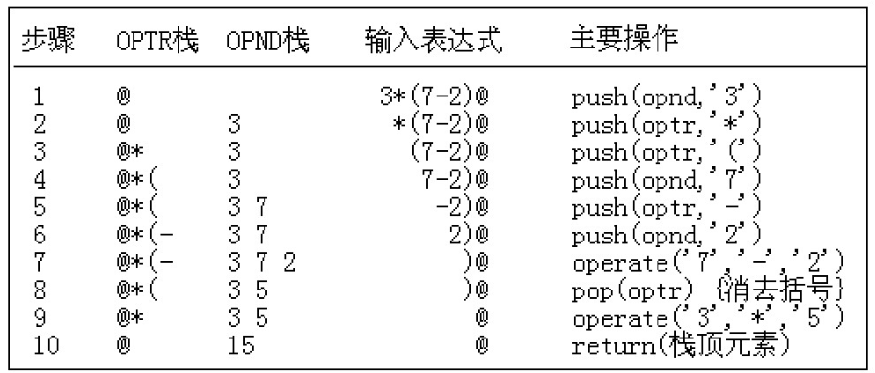 步骤 OPTR栈 OPND栈 输入表达式 主要操作
1 @ 3*(7-2)@ push(opnd,'3')
2 @ 3 *(7-2)@ push(optr,'*')
3 @* 3 (7-2)@ push(optr,'(')
4 @*( 3 7-2)@ push(opnd,'7')
5 @*( 3 7 -2)@ push(optr,'-')
6 @*(- 3 7 2)@ push(opnd,'2')
7 @*(- 3 7 2 )@ operate('7','-','2')
8 @*( 3 5 )@ pop(optr) {消去括号}
9 @* 3 5 @ operate('3','*','5')
10 @ 15 @ return(栈顶元素)